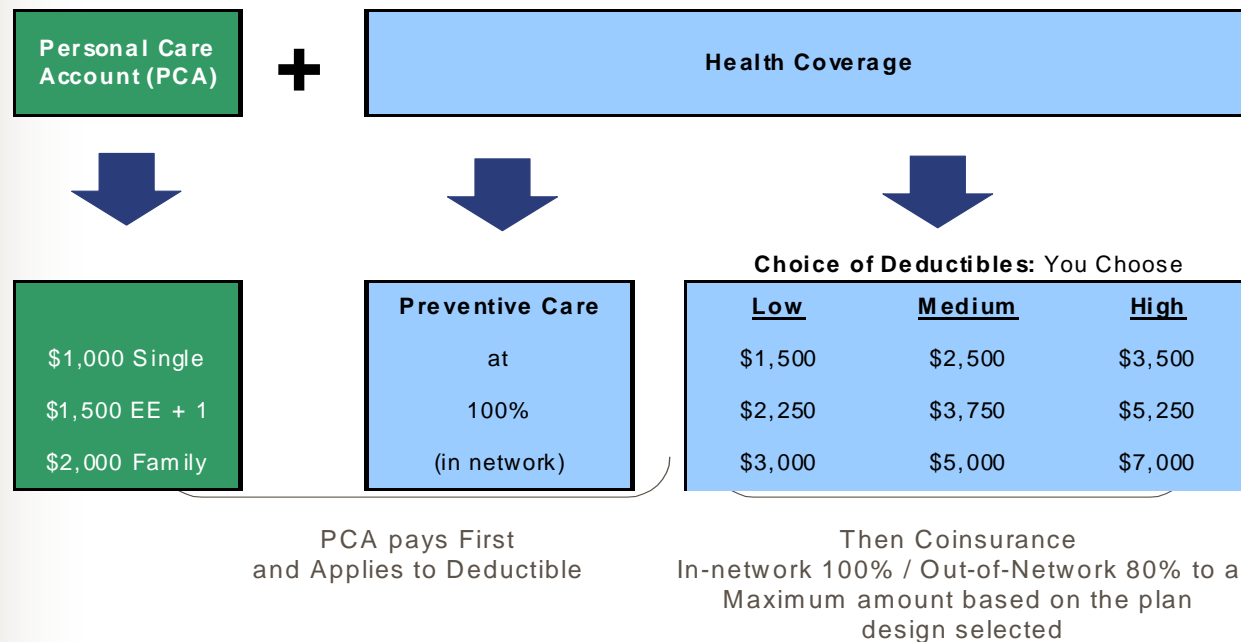 Personal Care
Account (PCA)
+
Health Coverage
$1,000 Single
$1,500 EE + 1
$2,000 Family
Preventive Care
at
100%
(in network)
Choice of Deductibles: You Choose
Low Medium High
$1,500 $2,500 $3,500
$2,250 $3,750 $5,250
$3,000 $5,000 $7,000
PCA pays First
and Applies to Deductible
Then Coinsurance
In-network 100% / Out-of-Network 80% to a
Maximum amount based on the plan
design selected